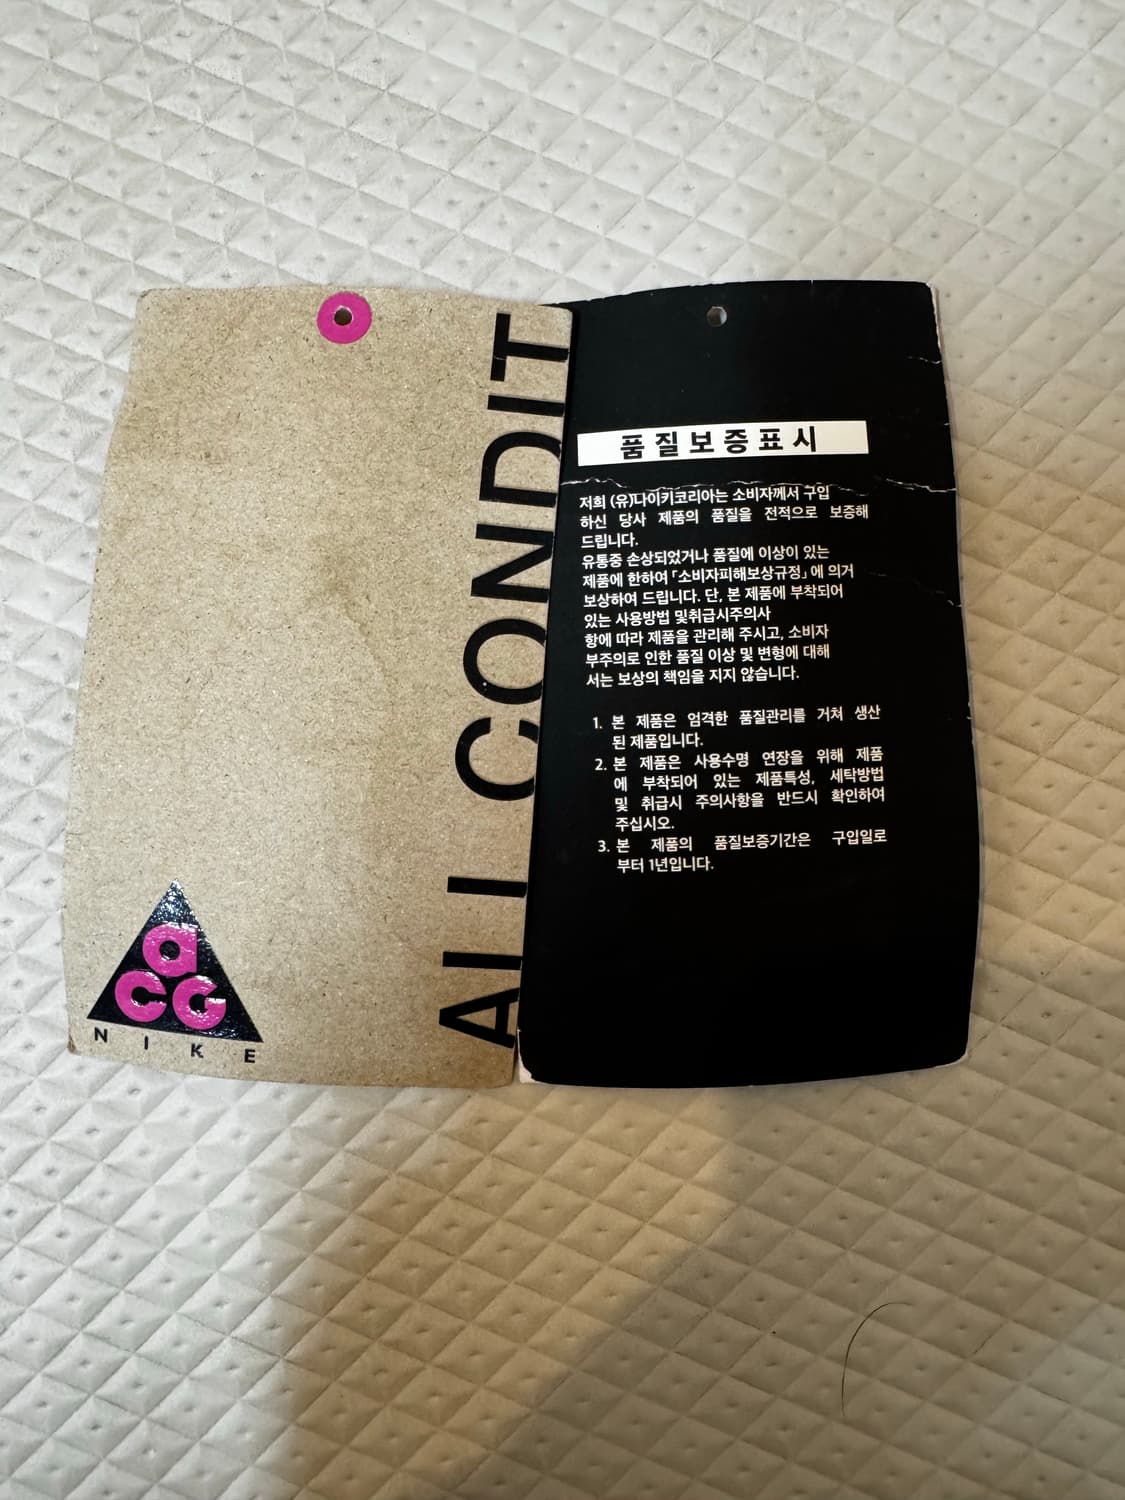 ALL CONDIT
a
CG
NIKE
품질보증표시
저희 (유)나이키코리아는 소비자께서 구입
하신 당사 제품의 품질을 전적으로 보증해
드립니다.
유통중 손상되었거나 품질에 이상이 있는
제품에 한하여 「소비자피해보상규정」에 의거
보상하여 드립니다. 단, 본 제품에 부착되어
있는 사용방법 및취급시주의사
항에 따라 제품을 관리해 주시고, 소비자
부주의로 인한 품질 이상 및 변형에 대해
서는 보상의 책임을 지지 않습니다.
1. 본 제품은 엄격한 품질관리를 거쳐 생산
된 제품입니다.
2. 본 제품은 사용수명 연장을 위해 제품
에 부착되어 있는 제품특성, 세탁방법
및 취급시 주의사항을 반드시 확인하여
주십시오.
3. 본 제품의 품질보증기간은 구입일로
부터 1년입니다.